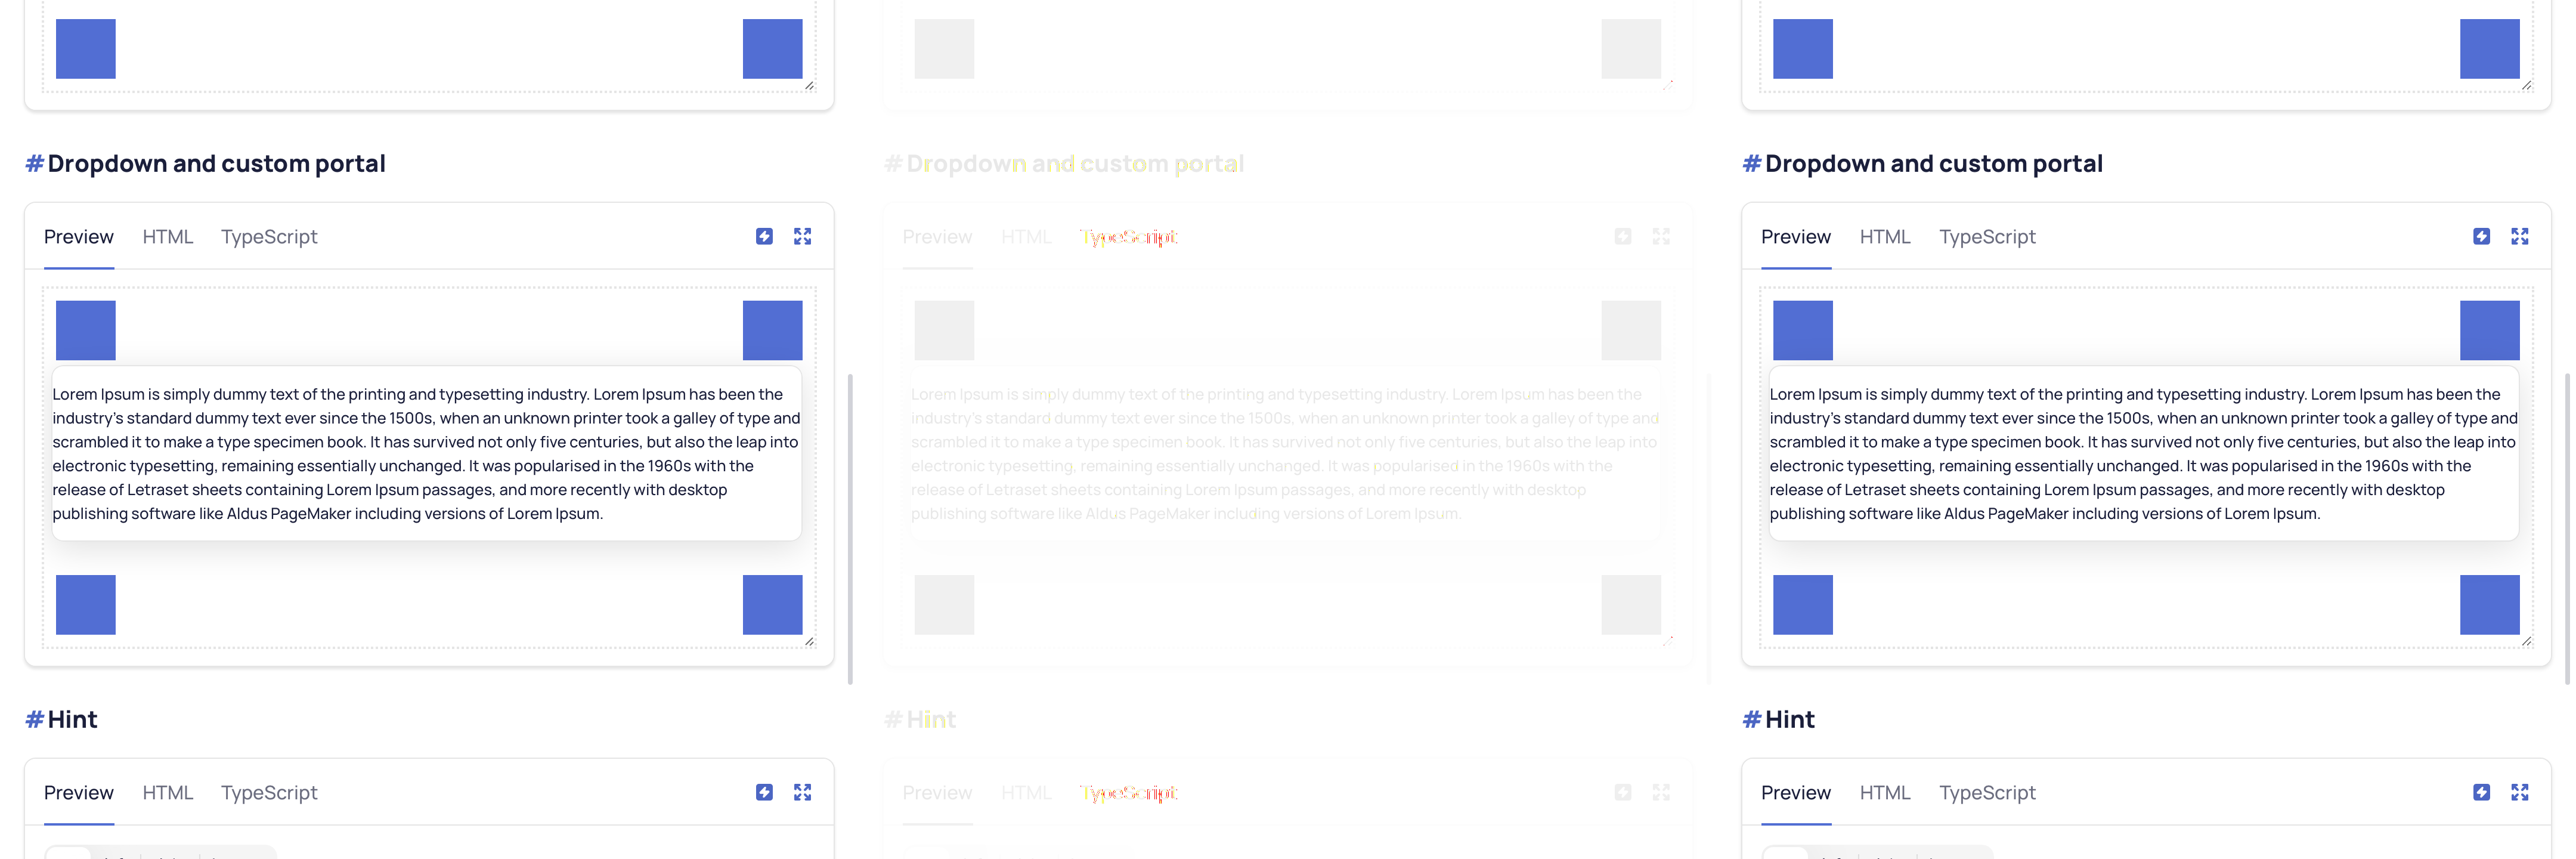 #Dropdown and custom portal
Preview HTML TypeScript
Lorem Ipsum is simply dummy text of the printing and typesetting industry. Lorem Ipsum has been the
industry's standard dummy text ever since the 1500s, when an unknown printer took a galley of type and
scrambled it to make a type specimen book. It has survived not only five centuries, but also the leap into
electronic typesetting, remaining essentially unchanged. It was popularised in the 1960s with the
release of Letraset sheets containing Lorem Ipsum passages, and more recently with desktop
publishing software like Aldus PageMaker including versions of Lorem Ipsum.
#Hint
Preview HTML TypeScript
#Dropdown and custom portal
Preview HTML TypeScript
Lorem Ipsum is simply dummy text of the printing and typesetting industry. Lorem Ipsum has been the
industry's standard dummy text ever since the 1500s, when an unknown printer took a galley of type and
scrambled it to make a type specimen book. It has survived not only five centuries, but also the leap into
electronic typesetting, remaining essentially unchanged. It was popularised in the 1960s with the
release of Letraset sheets containing Lorem Ipsum passages, and more recently with desktop
publishing software like Aldus PageMaker including versions of Lorem Ipsum.
#Hint
Preview HTML TypeScript
#Dropdown and custom portal
Preview HTML TypeScript
Lorem Ipsum is simply dummy text of the printing and typesetting industry. Lorem Ipsum has been the
industry's standard dummy text ever since the 1500s, when an unknown printer took a galley of type and
scrambled it to make a type specimen book. It has survived not only five centuries, but also the leap into
electronic typesetting, remaining essentially unchanged. It was popularised in the 1960s with the
release of Letraset sheets containing Lorem Ipsum passages, and more recently with desktop
publishing software like Aldus PageMaker including versions of Lorem Ipsum.
#Hint
Preview HTML TypeScript